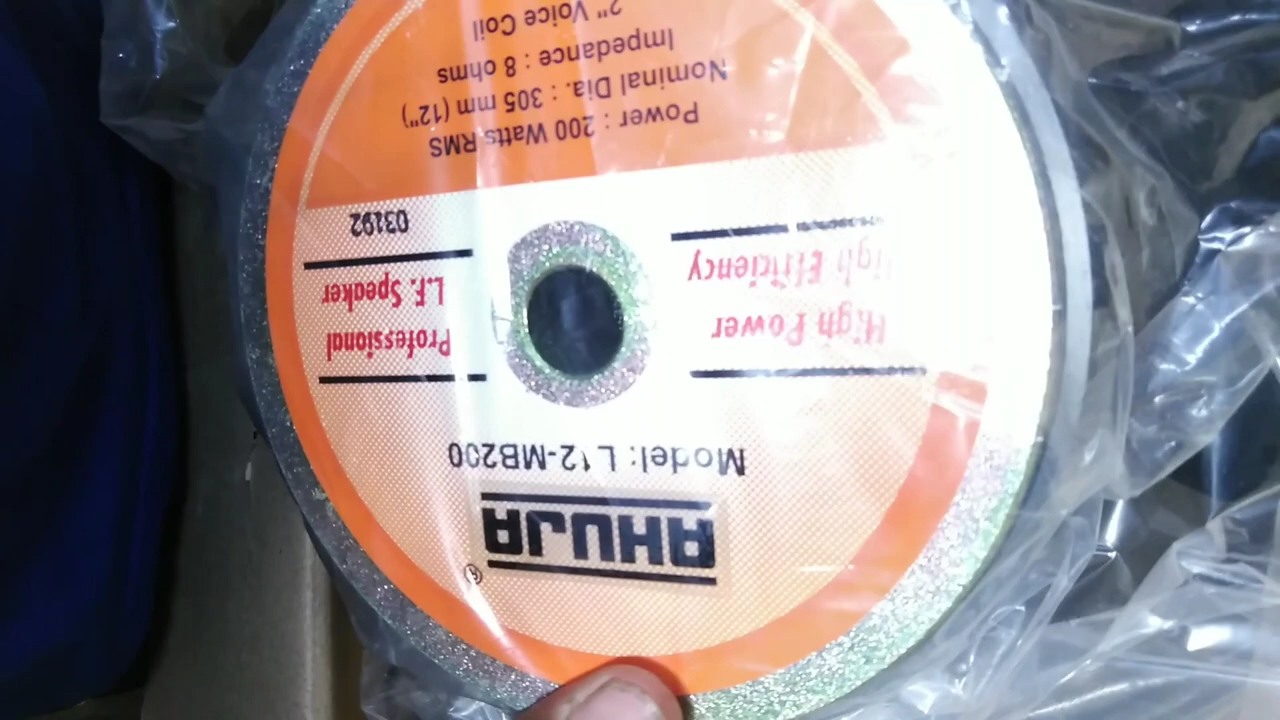 AHUJA®
Model: L12-MB200
Professional
L.F. Speaker
High Power
High Efficiency
03192
Power : 200 Watts RMS
Nominal Dia. : 305 mm (12")
Impedance : 8 ohms
2" Voice Coil